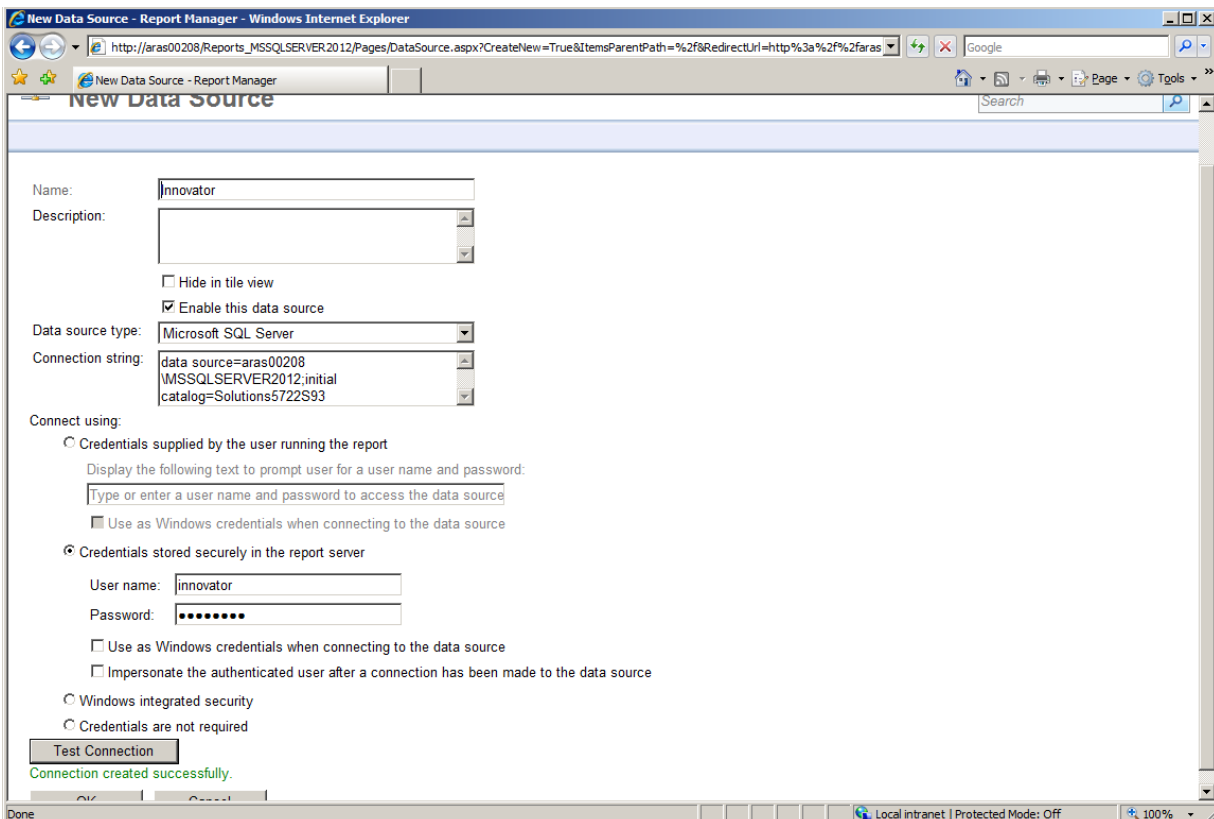 New Data Source - Report Manager - Windows Internet Explorer
http://aras00208/Reports_MSSQLSERVER2012/Pages/DataSource.aspx?CreateNew=True&ItemsParentPath=%2f&RedirectUrl=http%3a%2f%2faras
Google
New Data Source - Report Manager
Page
Tools
New Data Source
Search
Name:
Innovator
Description:
Hide in tile view
Enable this data source
Data source type:
Microsoft SQL Server
Connection string:
data source=aras00208
\MSSQLSERVER2012;initial
catalog=Solutions5722S93
Connect using:
Credentials supplied by the user running the report
Display the following text to prompt user for a user name and password:
Type or enter a user name and password to access the data source
Use as Windows credentials when connecting to the data source
Credentials stored securely in the report server
User name:
innovator
Password:
●●●●●●●●
Use as Windows credentials when connecting to the data source
Impersonate the authenticated user after a connection has been made to the data source
Windows integrated security
Credentials are not required
Test Connection
Connection created successfully.
OK
Cancel
Done
Local intranet | Protected Mode: Off
100%